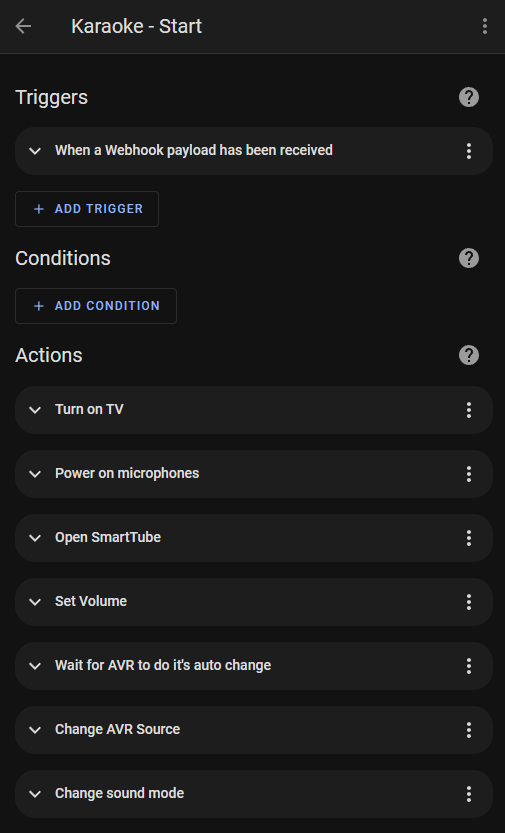 Karaoke - Start
Triggers
When a Webhook payload has been received
+ ADD TRIGGER
Conditions
+ ADD CONDITION
Actions
Turn on TV
Power on microphones
Open SmartTube
Set Volume
Wait for AVR to do it's auto change
Change AVR Source
Change sound mode